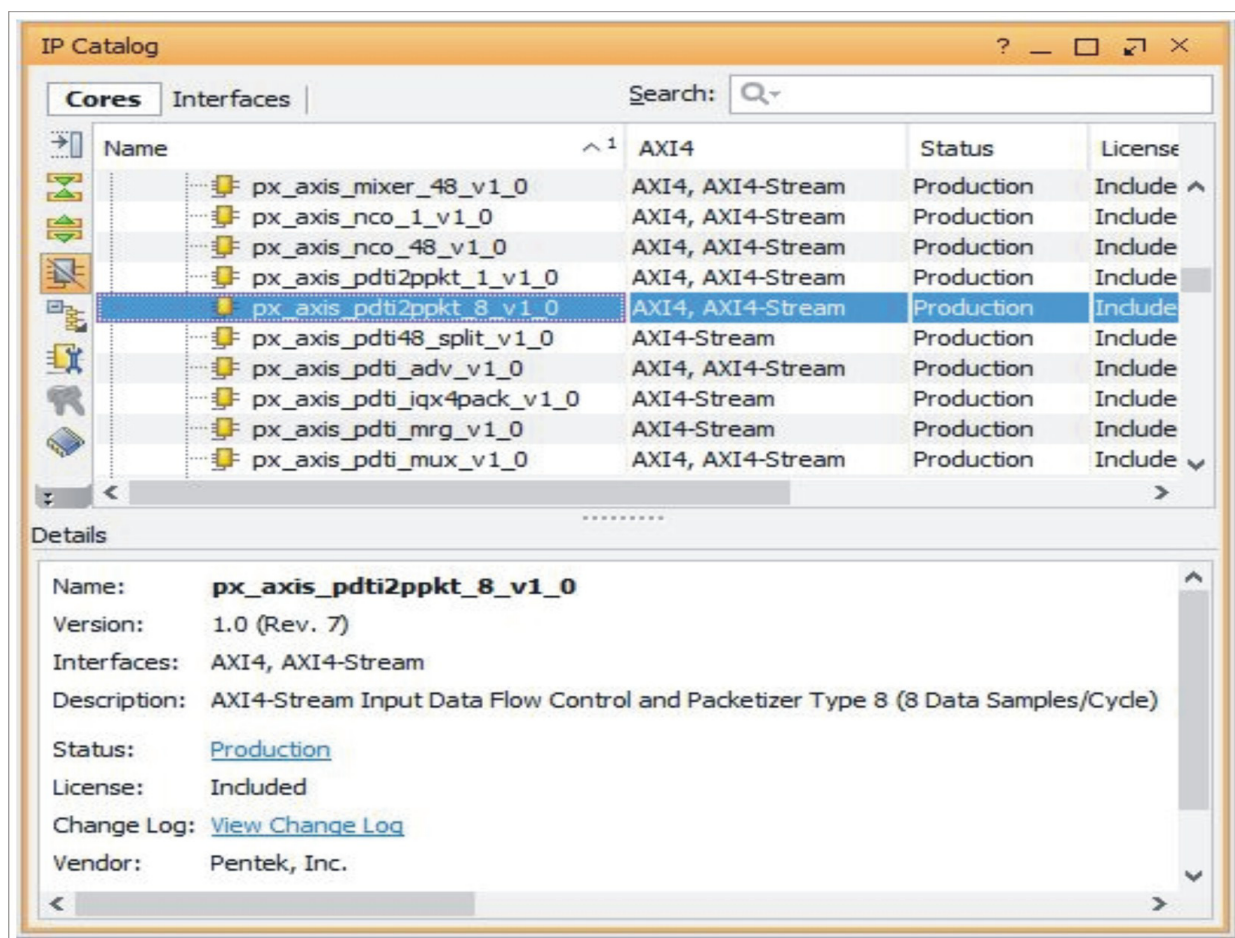 IP Catalog ? _ □ ×
Cores Interfaces Search:
Name 1 AXI4 Status License
px_axis_mixer_48_v1_0 AXI4, AXI4-Stream Production Include
px_axis_nco_1_v1_0 AXI4, AXI4-Stream Production Include
px_axis_nco_48_v1_0 AXI4, AXI4-Stream Production Include
px_axis_pdti2ppkt_1_v1_0 AXI4, AXI4-Stream Production Include
px_axis_pdti2ppkt_8_v1_0 AXI4, AXI4-Stream Production Include
px_axis_pdti48_split_v1_0 AXI4-Stream Production Include
px_axis_pdti_adv_v1_0 AXI4, AXI4-Stream Production Include
px_axis_pdti_iqx4pack_v1_0 AXI4-Stream Production Include
px_axis_pdti_mrg_v1_0 AXI4-Stream Production Include
px_axis_pdti_mux_v1_0 AXI4, AXI4-Stream Production Include
Details
Name: px_axis_pdti2ppkt_8_v1_0
Version: 1.0 (Rev. 7)
Interfaces: AXI4, AXI4-Stream
Description: AXI4-Stream Input Data Flow Control and Packetizer Type 8 (8 Data Samples/Cycle)
Status: Production
License: Included
Change Log: View Change Log
Vendor: Pentek, Inc.